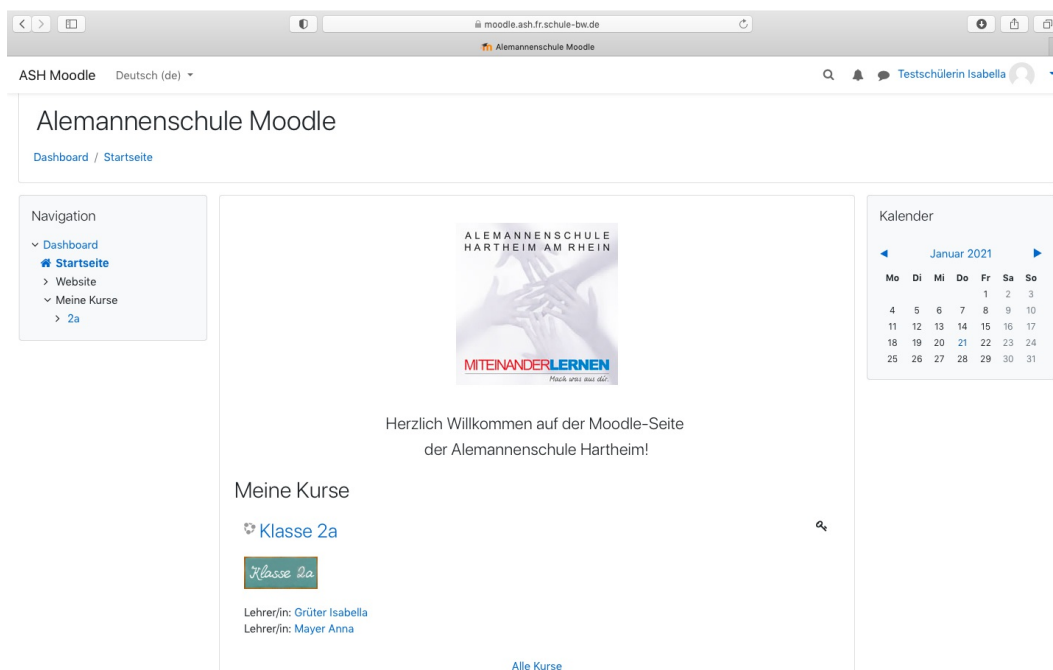 moodle.ash.fr.schule-bw.de
Alemannenschule Moodle
ASH Moodle Deutsch (de)
Testschülerin Isabella
Alemannenschule Moodle
Dashboard / Startseite
Navigation
Dashboard
Startseite
Website
Meine Kurse
2a
ALEMANNENSCHULE
HARTHEIM AM RHEIN
MITEINANDERLERNEN
Mach was aus dir.
Herzlich Willkommen auf der Moodle-Seite
der Alemannenschule Hartheim!
Meine Kurse
Klasse 2a
Klasse 2a
Lehrer/in: Grüter Isabella
Lehrer/in: Mayer Anna
Alle Kurse
Kalender
Januar 2021
Mo Di Mi Do Fr Sa So
1 2 3
4 5 6 7 8 9 10
11 12 13 14 15 16 17
18 19 20 21 22 23 24
25 26 27 28 29 30 31